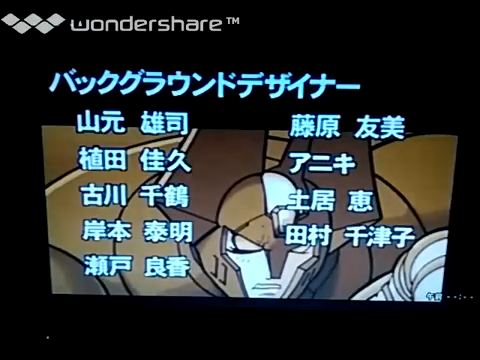 wondershare™
バックグラウンドデザイナー
山元 雄司 藤原 友美
植田 佳久 アニキ
古川 千鶴 土居 恵
岸本 泰明 田村 千津子
瀬戸 良香